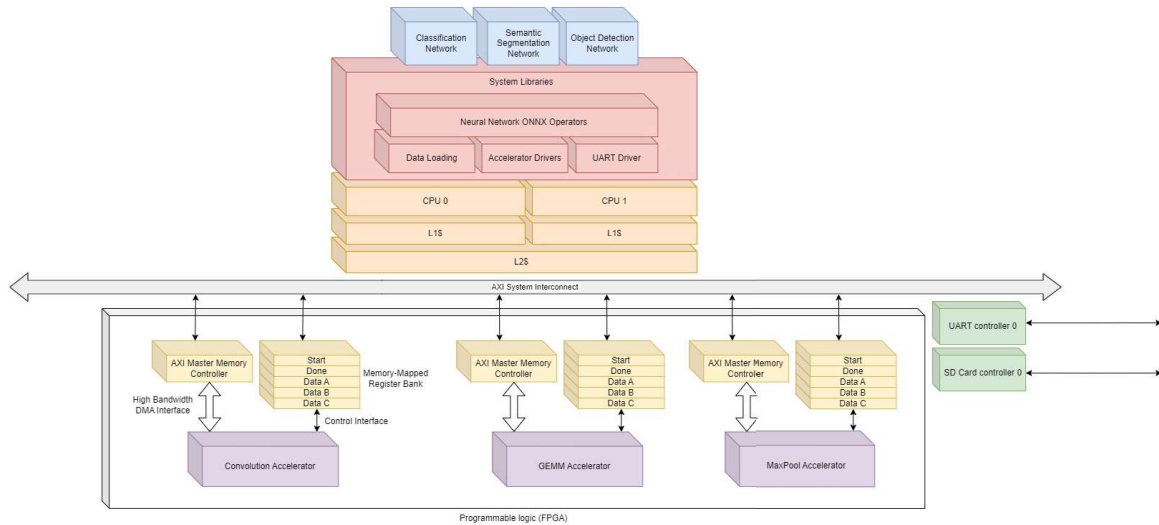 Classification
Network
Semantic
Segmentation
Network
Object Detection
Network
System Libraries
Neural Network ONNX Operators
Data Loading
Accelerator Drivers
UART Driver
CPU 0
CPU 1
L1$
L1$
L2$
AXI System Interconnect
UART controller 0
SD Card controller 0
AXI Master Memory
Controller
Start
Done
Data A
Data B
Data C
Memory-Mapped
Register Bank
High Bandwidth
DMA Interface
Control Interface
Convolution Accelerator
AXI Master Memory
Controller
Start
Done
Data A
Data B
Data C
GEMM Accelerator
AXI Master Memory
Controller
Start
Done
Data A
Data B
Data C
MaxPool Accelerator
Programmable logic (FPGA)